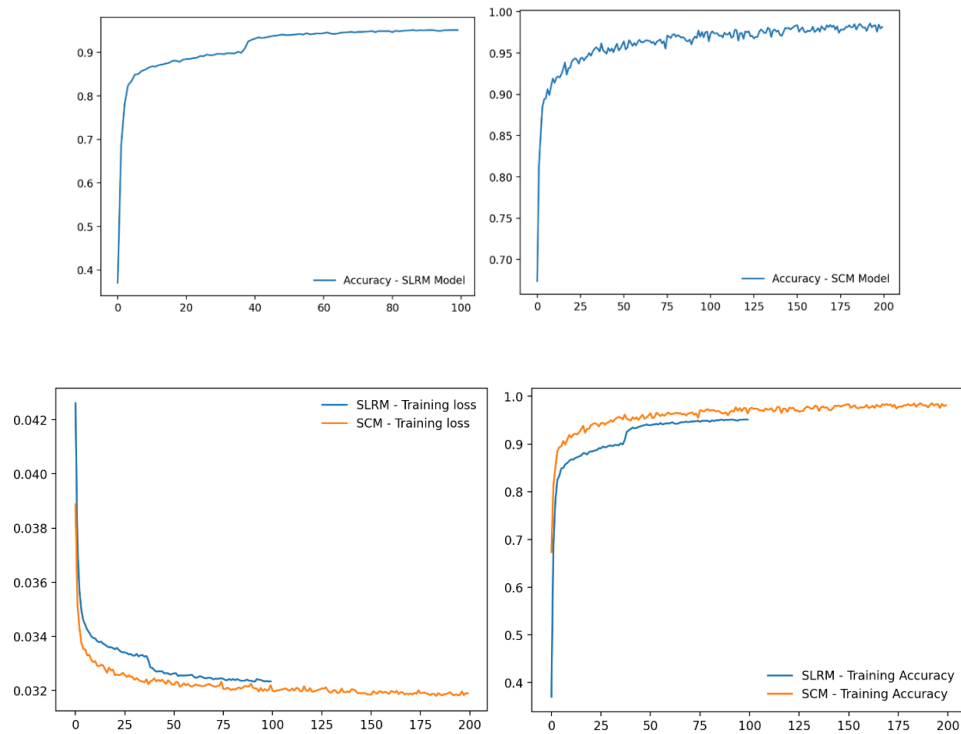 0.9
0.8
0.7
0.6
0.5
0.4
Accuracy - SLRM Model
0 20 40 60 80 100
1.00
0.95
0.90
0.85
0.80
0.75
0.70
Accuracy - SCM Model
0 25 50 75 100 125 150 175 200
0.042
0.040
0.038
0.036
0.034
0.032
SLRM - Training loss
SCM - Training loss
0 25 50 75 100 125 150 175 200
1.0
0.9
0.8
0.7
0.6
0.5
0.4
SLRM - Training Accuracy
SCM - Training Accuracy
0 25 50 75 100 125 150 175 200